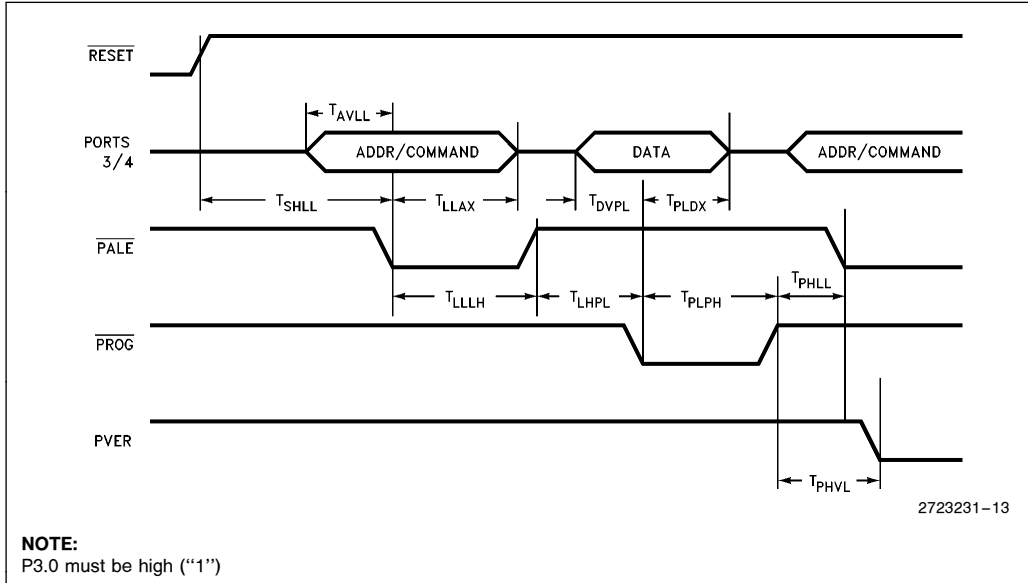 RESET
T_AVLL
PORTS 3/4
ADDR/COMMAND
DATA
ADDR/COMMAND
T_SHLL
T_LLAX
T_DVPL
T_PLDX
PALE
T_LLLH
T_LHPL
T_PLPH
T_PHLL
PROG
PVER
T_PHVL
2723231–13
NOTE:
P3.0 must be high (‘‘1’’)